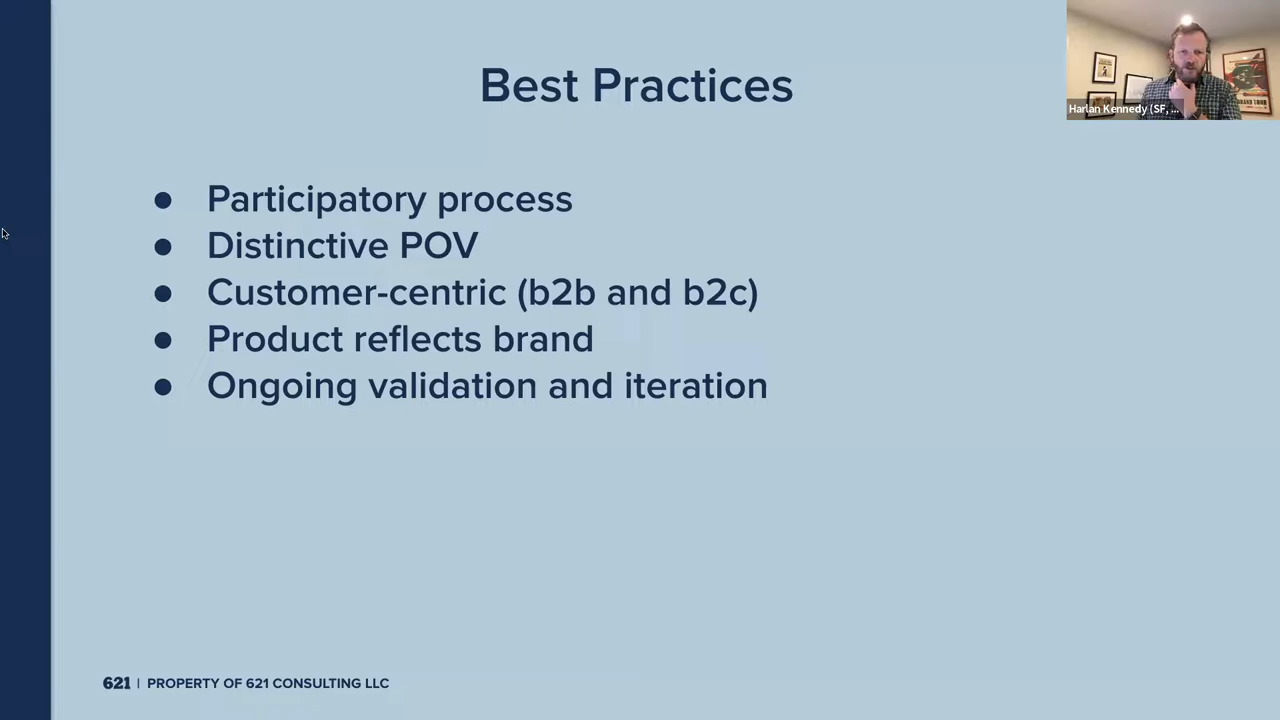 Best Practices
Harlan Kennedy (SF, ...
● Participatory process
● Distinctive POV
● Customer-centric (b2b and b2c)
● Product reflects brand
● Ongoing validation and iteration
621 | PROPERTY OF 621 CONSULTING LLC